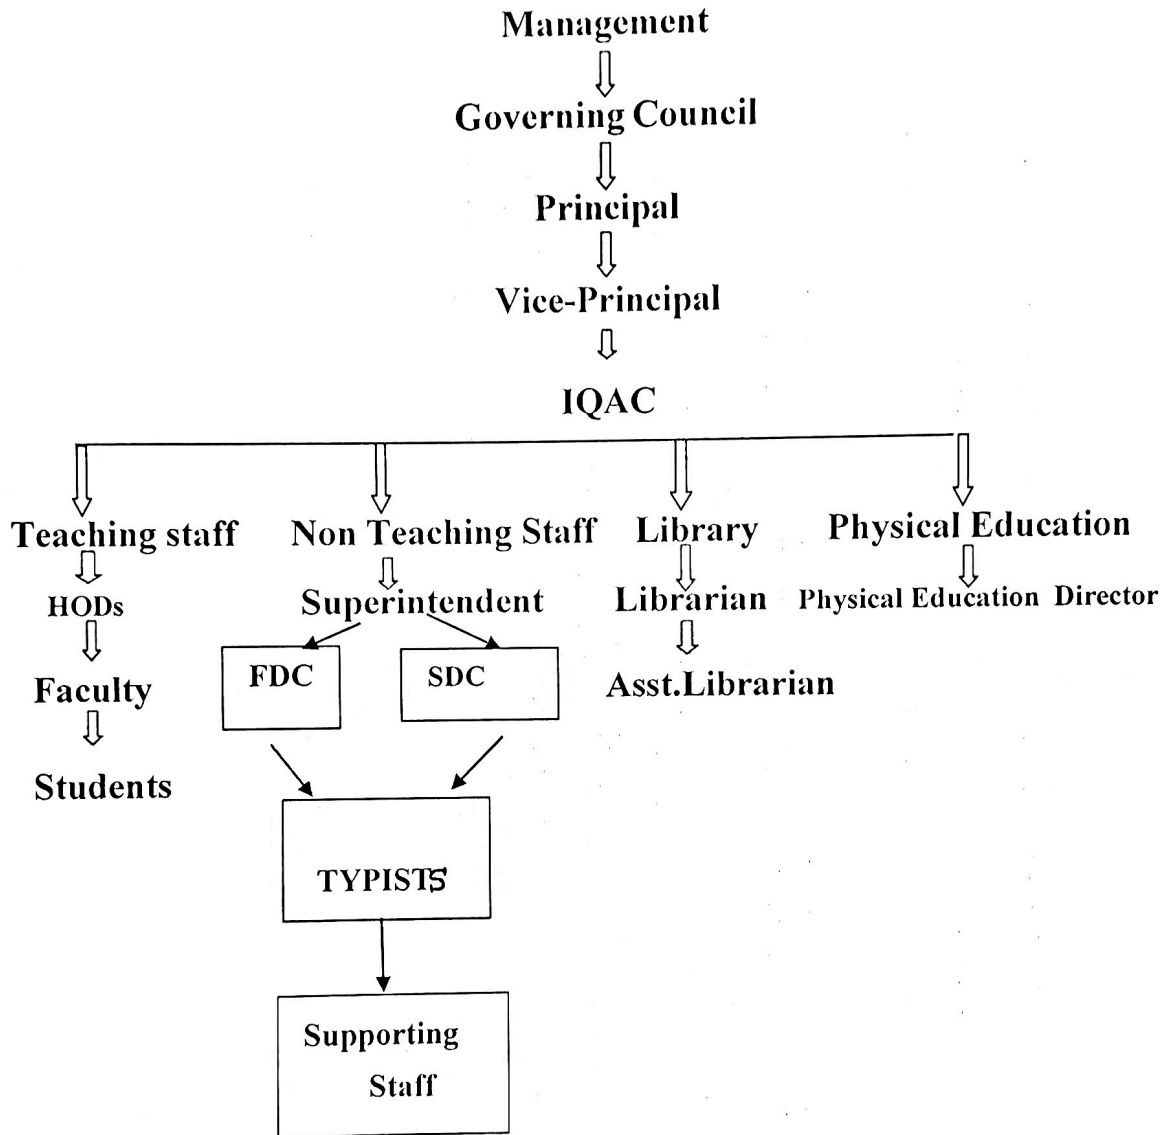 Management
Governing Council
Principal
Vice-Principal
IQAC
Teaching staff Non Teaching Staff Library Physical Education
HODs Superintendent Librarian Physical Education Director
FDC SDC
Faculty Asst.Librarian
Students
TYPISTS
Supporting
Staff